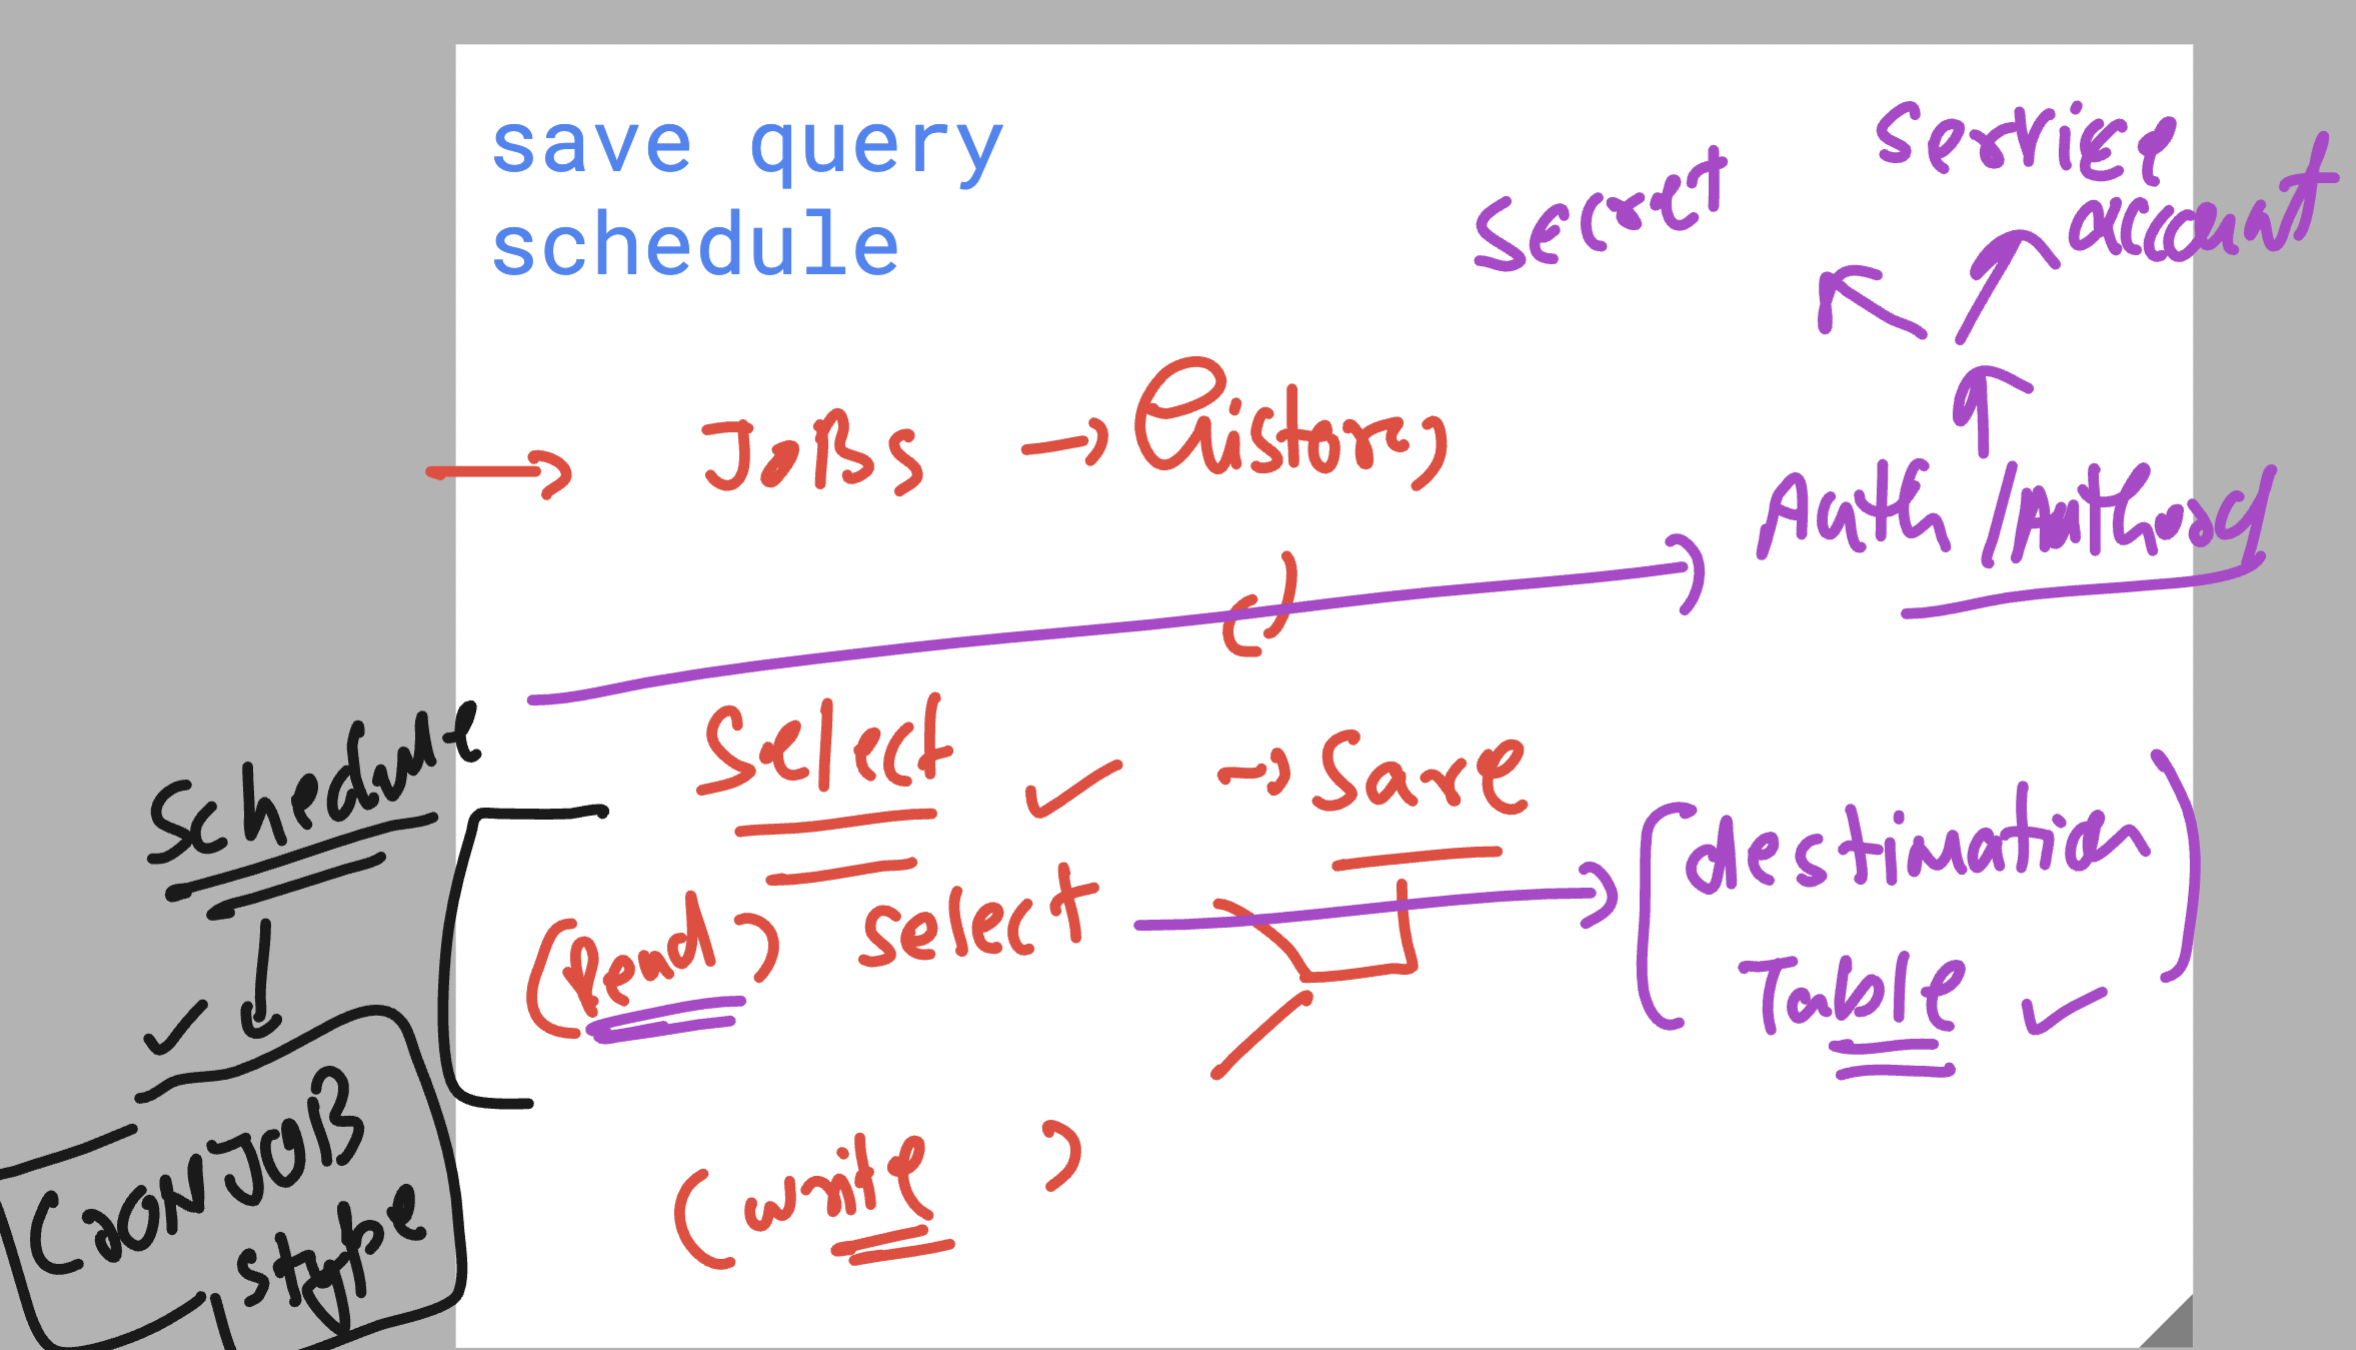 save query
schedule
secret
service
account
Jobs → History
Auth /
Select ✓ → Save
Schedule
(Read) select
destination
Table ✓
✓
CRONJOB
style
(write)